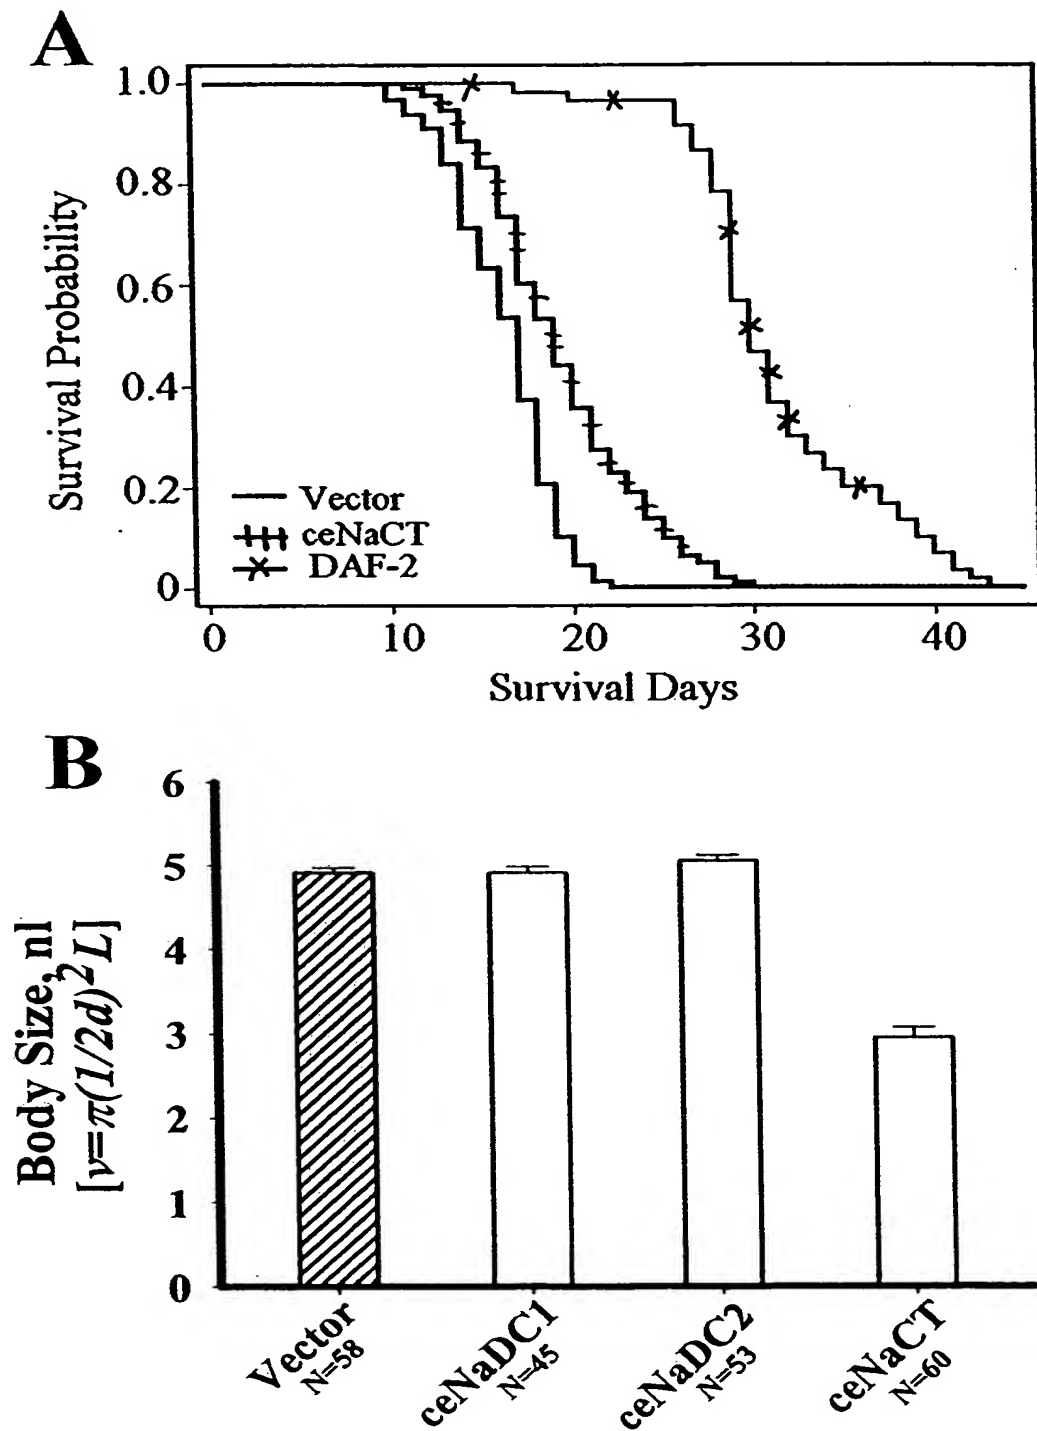 A
1.0
0.8
0.6
0.4
0.2
0
Survival Probability
Vector
ceNaCT
DAF-2
0 10 20 30 40
Survival Days
B
6
5
4
3
2
1
0
Body Size, nl
[v=π(1/2d)²L]
Vector
N=58
ceNaDC1
N=45
ceNaDC2
N=53
ceNaCT
N=60